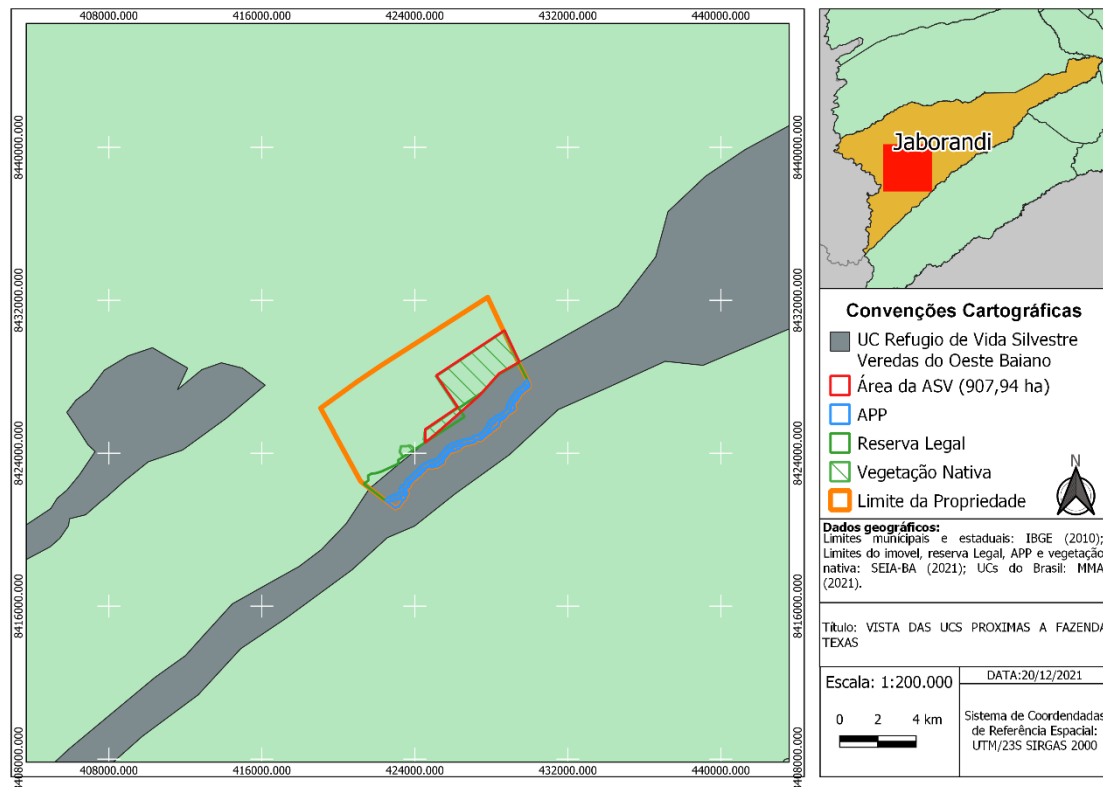 408000.000
416000.000
424000.000
432000.000
440000.000
8440000.000
8440000.000
8432000.000
8432000.000
8424000.000
8424000.000
8416000.000
8416000.000
8408000.000
8408000.000
408000.000
416000.000
424000.000
432000.000
440000.000
Jaborandi
Convenções Cartográficas
UC Refugio de Vida Silvestre
Veredas do Oeste Baiano
Área da ASV (907,94 ha)
APP
Reserva Legal
Vegetação Nativa
Limite da Propriedade
N
Dados geográficos:
Limites municipais e estaduais: IBGE (2010);
Limites do imovel, reserva Legal, APP e vegetação
nativa: SEIA-BA (2021); UCs do Brasil: MMA
(2021).
Título: VISTA DAS UCS PROXIMAS A FAZENDA
TEXAS
Escala: 1:200.000
0 2 4 km
DATA:20/12/2021
Sistema de Coordendadas
de Referência Espacial:
UTM/23S SIRGAS 2000